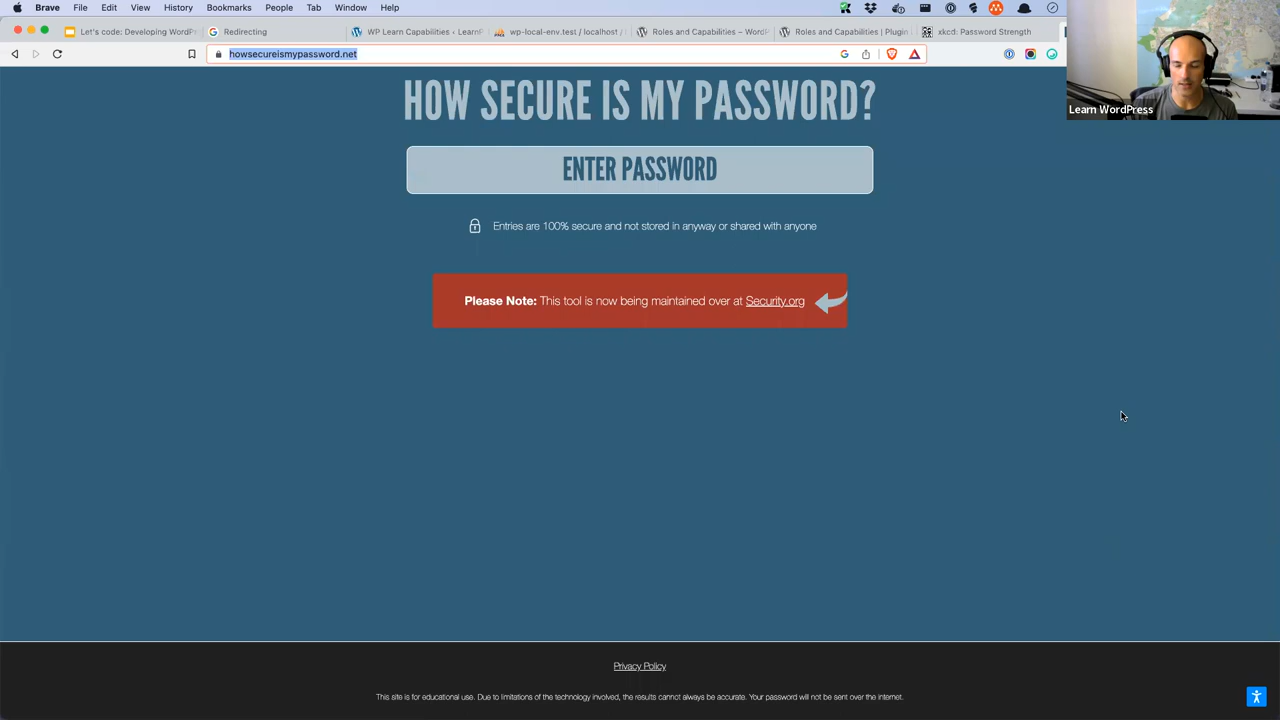 Brave File Edit View History Bookmarks People Tab Window Help
Let's code: Developing WordPr
Redirecting
WP Learn Capabilities ‹ LearnP
wp-local-env.test / localhost /
Roles and Capabilities – WordP
Roles and Capabilities | Plugin
xkcd: Password Strength
howsecureismypassword.net
Learn WordPress
HOW SECURE IS MY PASSWORD?
ENTER PASSWORD
Entries are 100% secure and not stored in anyway or shared with anyone
Please Note: This tool is now being maintained over at Security.org
Privacy Policy
This site is for educational use. Due to limitations of the technology involved, the results cannot always be accurate. Your password will not be sent over the internet.